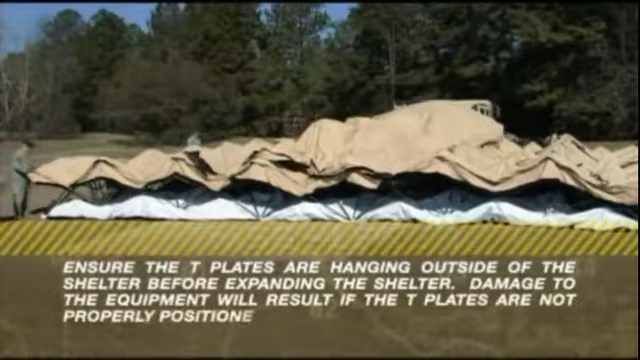 ENSURE THE T PLATES ARE HANGING OUTSIDE OF THE
SHELTER BEFORE EXPANDING THE SHELTER. DAMAGE TO
THE EQUIPMENT WILL RESULT IF THE T PLATES ARE NOT
PROPERLY POSITIONE